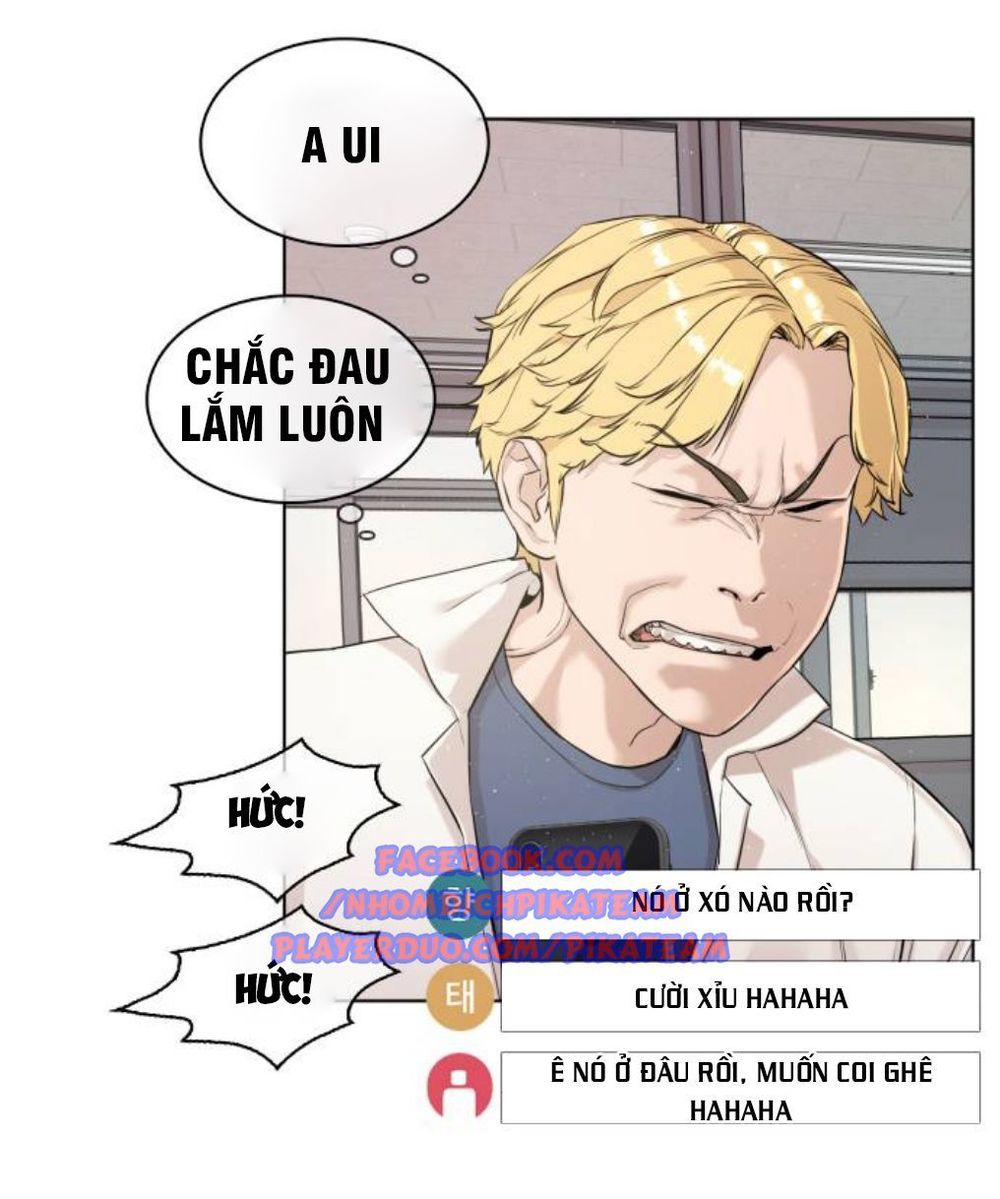 A UI
CHẮC ĐAU
LẮM LUÔN
HỨC!
FACEBOOK.COM
향
NÓ Ở XÓ NÀO RỒI?
PLAYERDUO.COM/PIKATEAM
HỨC!
태
CƯỜI XỈU HAHAHA
Ê NÓ Ở ĐÂU RỒI, MUỐN COI GHÊ
HAHAHA